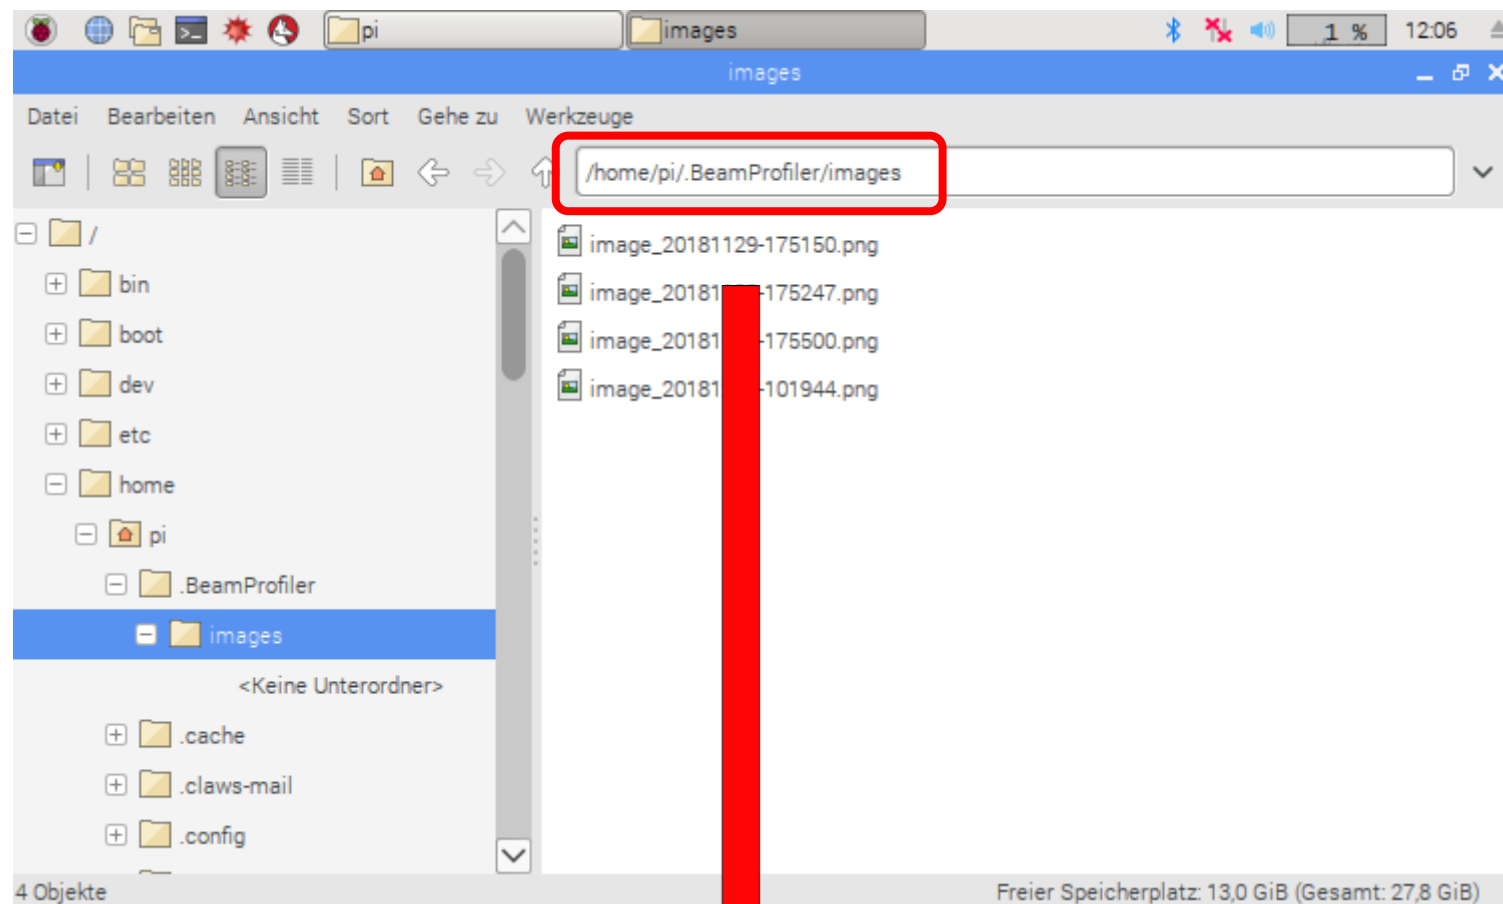 pi images 1 % 12:06
images
Datei Bearbeiten Ansicht Sort Gehe zu Werkzeuge
/home/pi/.BeamProfiler/images
/
image_20181129-175150.png
bin
image_20181 -175247.png
boot
image_20181 -175500.png
dev
image_20181 -101944.png
etc
home
pi
.BeamProfiler
images
<Keine Unterordner>
.cache
.claws-mail
.config
4 Objekte Freier Speicherplatz: 13,0 GiB (Gesamt: 27,8 GiB)